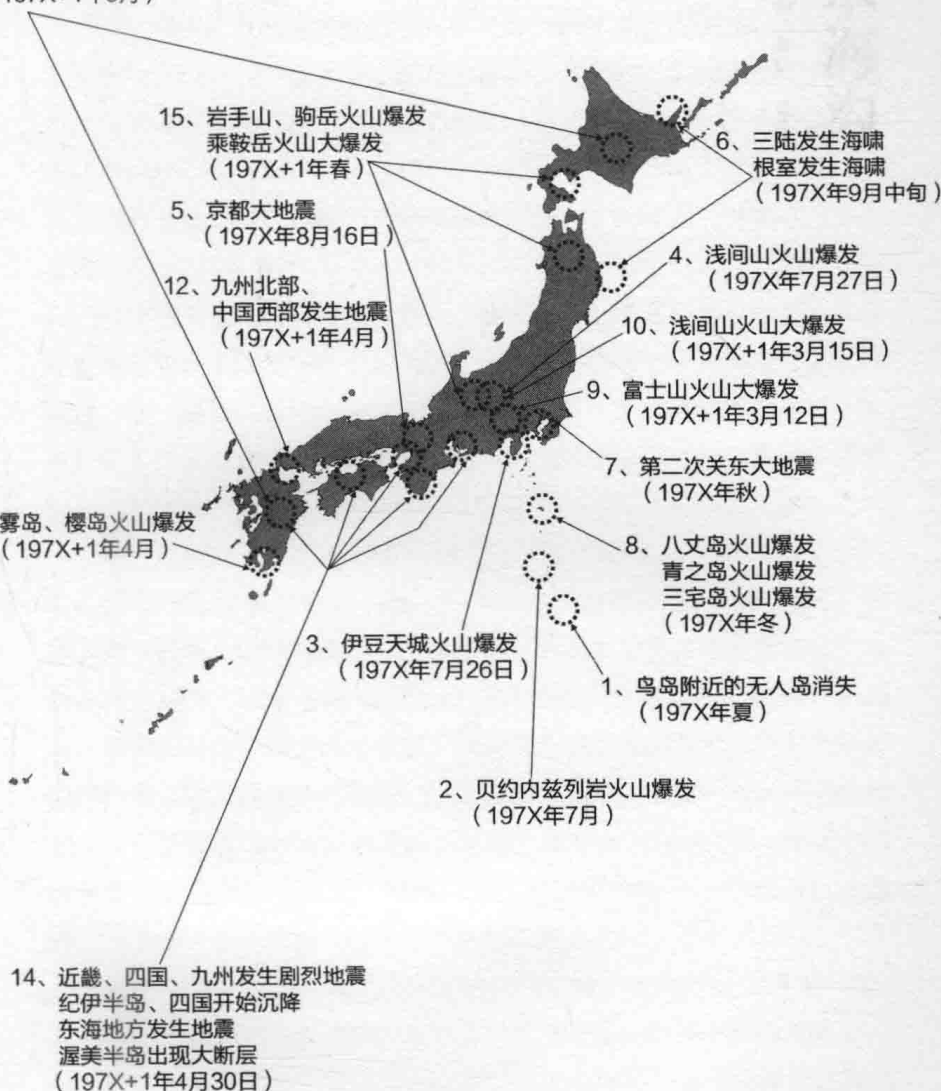 15、岩手山、驹岳火山爆发
乘鞍岳火山大爆发
（197X+1年春）
5、京都大地震
（197X年8月16日）
12、九州北部、
中国西部发生地震
（197X+1年4月）
6、三陆发生海啸
根室发生海啸
（197X年9月中旬）
4、浅间山火山爆发
（197X年7月27日）
10、浅间山火山大爆发
（197X+1年3月15日）
9、富士山火山大爆发
（197X+1年3月12日）
7、第二次关东大地震
（197X年秋）
雾岛、樱岛火山爆发
（197X+1年4月）
8、八丈岛火山爆发
青之岛火山爆发
三宅岛火山爆发
（197X年冬）
3、伊豆天城火山爆发
（197X年7月26日）
1、鸟岛附近的无人岛消失
（197X年夏）
2、贝约内兹列岩火山爆发
（197X年7月）
14、近畿、四国、九州发生剧烈地震
纪伊半岛、四国开始沉降
东海地方发生地震
渥美半岛出现大断层
（197X+1年4月30日）